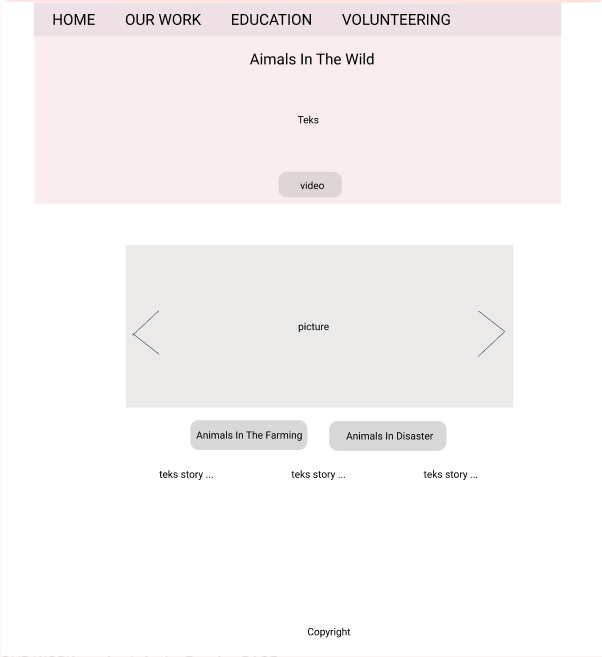 HOME OUR WORK EDUCATION VOLUNTEERING
Aimals In The Wild
Teks
video
picture
Animals In The Farming Animals In Disaster
teks story ... teks story ... teks story ...
Copyright